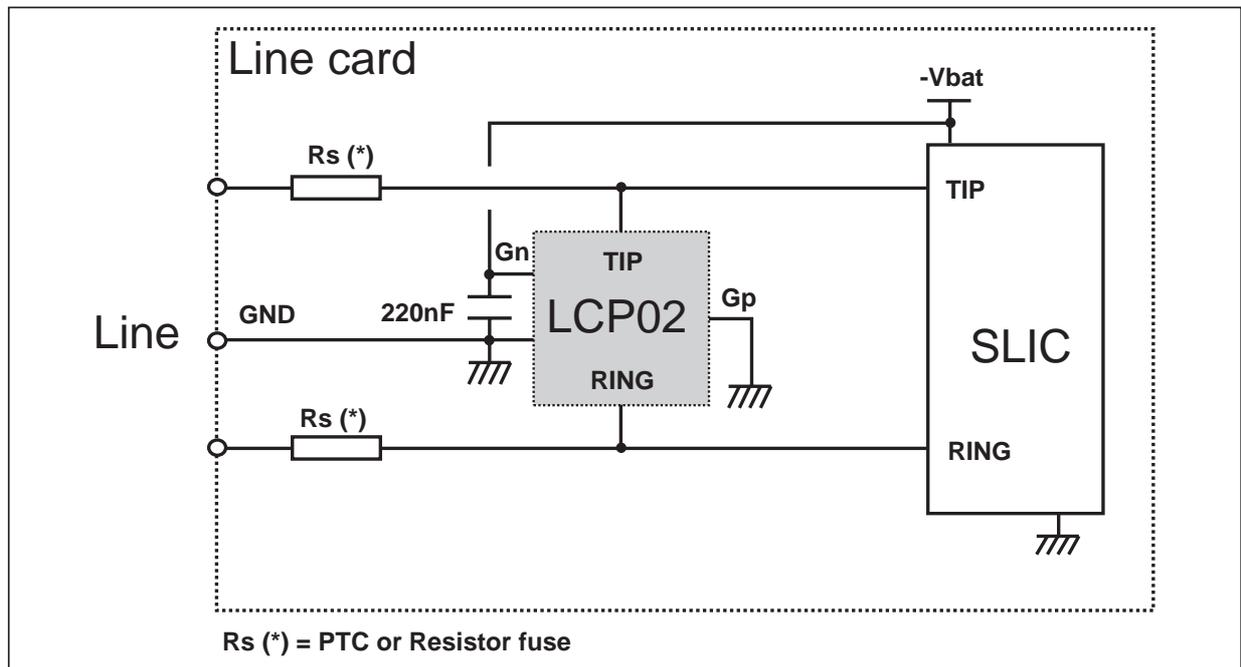 Line card
-Vbat
Rs (*)
TIP
Gn
TIP
Gp
GND
220nF
LCP02
Line
SLIC
RING
Rs (*)
RING
Rs (*) = PTC or Resistor fuse